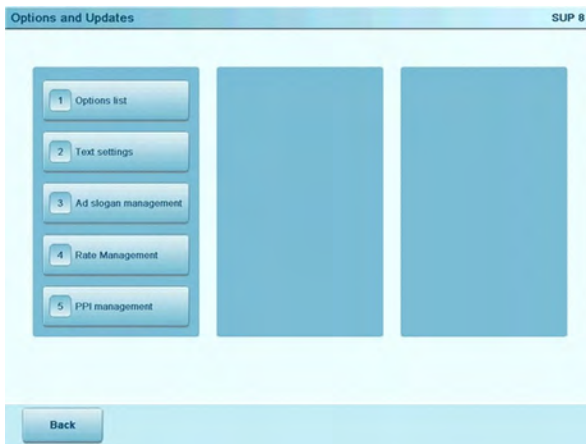 Options and Updates SUP 8
1 Options list
2 Text settings
3 Ad slogan management
4 Rate Management
5 PPI management
Back